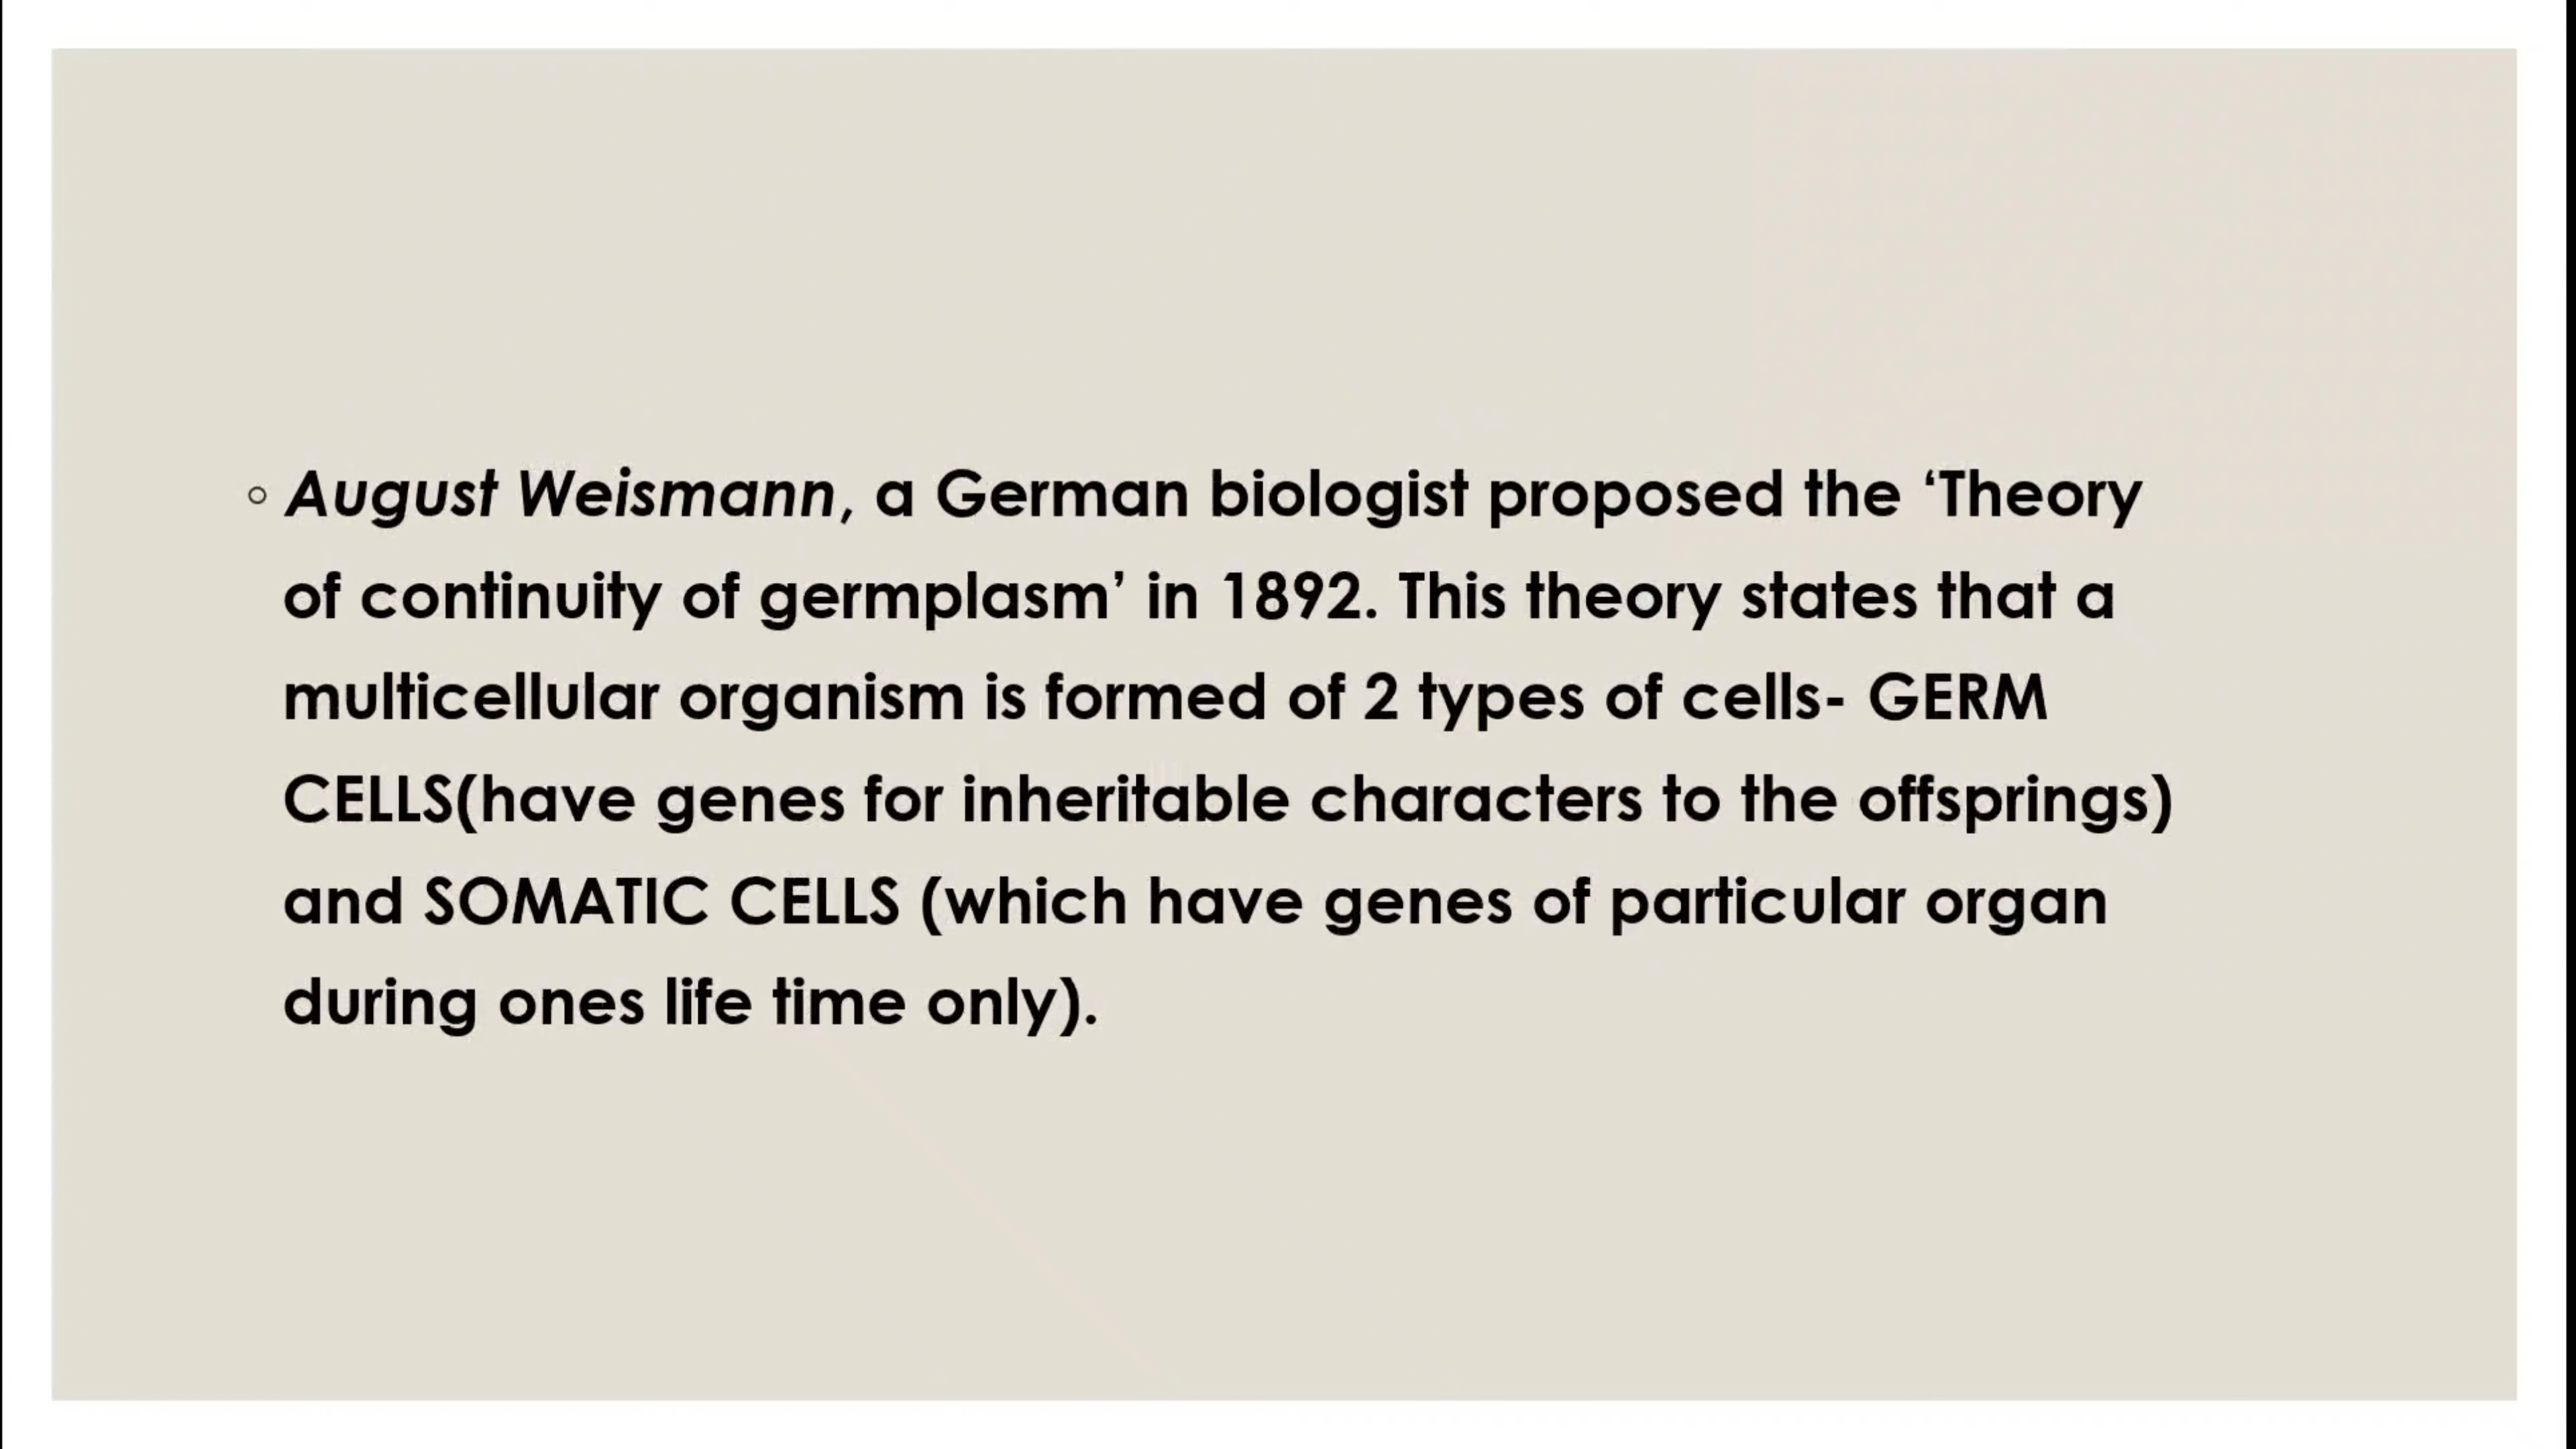 ◦ August Weismann, a German biologist proposed the ‘Theory
of continuity of germplasm’ in 1892. This theory states that a
multicellular organism is formed of 2 types of cells- GERM
CELLS(have genes for inheritable characters to the offsprings)
and SOMATIC CELLS (which have genes of particular organ
during ones life time only).